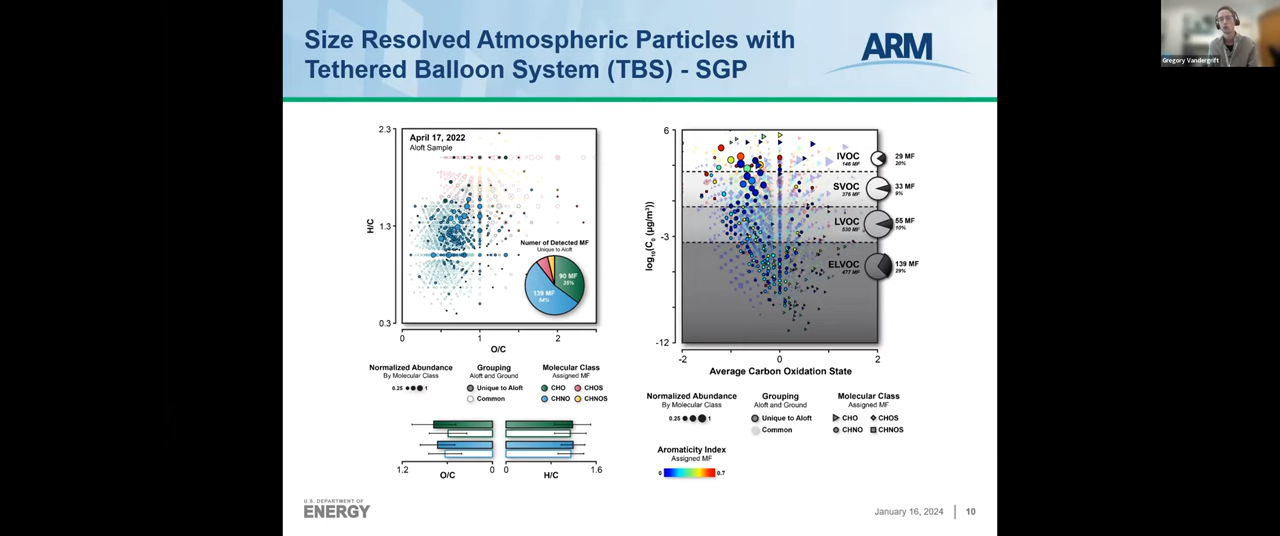 Size Resolved Atmospheric Particles with
Tethered Balloon System (TBS) - SGP
ARM
Gregory Vandergrift
2.3
April 17, 2022
Aloft Sample
H/C
1.3
0.3
0
1
2
O/C
Numer of Detected MF
Unique to Aloft
90 MF
139 MF
54%
Normalized Abundance
By Molecular Class
0.25
1
Grouping
Aloft and Ground
Unique to Aloft
Common
Molecular Class
Assigned MF
CHO
CHOS
CHNO
CHNOS
1.2
0
O/C
0
1.6
H/C
6
-3
-12
log10(C0 (μg/m³))
IVOC
146 MF
29 MF
20%
SVOC
376 MF
33 MF
9%
LVOC
530 MF
55 MF
10%
ELVOC
477 MF
139 MF
29%
-2
0
2
Average Carbon Oxidation State
Normalized Abundance
By Molecular Class
0.25
1
Grouping
Aloft and Ground
Unique to Aloft
Common
Molecular Class
Assigned MF
CHO
CHOS
CHNO
CHNOS
Aromaticity Index
Assigned MF
0
0.7
U.S. DEPARTMENT OF
ENERGY
January 16, 2024
10